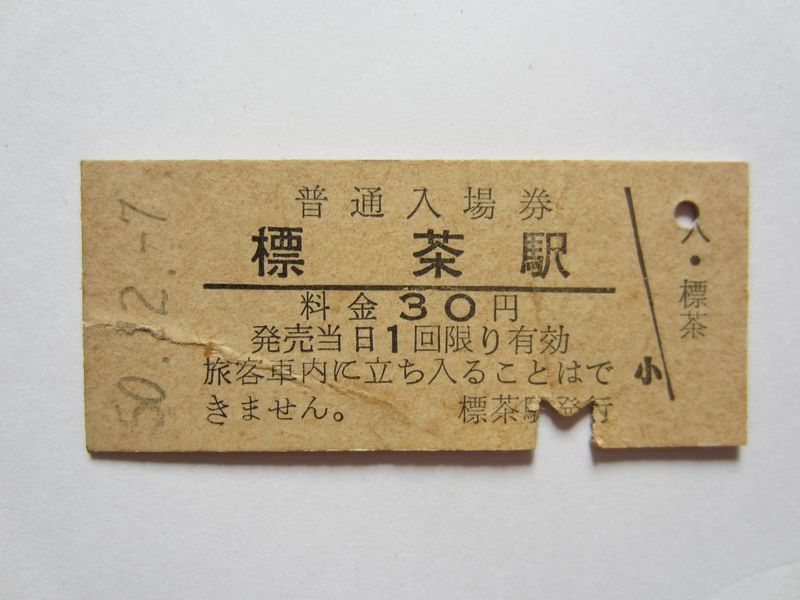 普通入場券
標茶駅
料金30円
発売当日1回限り有効
旅客車内に立ち入ることはで
きません。 標茶駅発行
小
入・標茶
50.12.-7